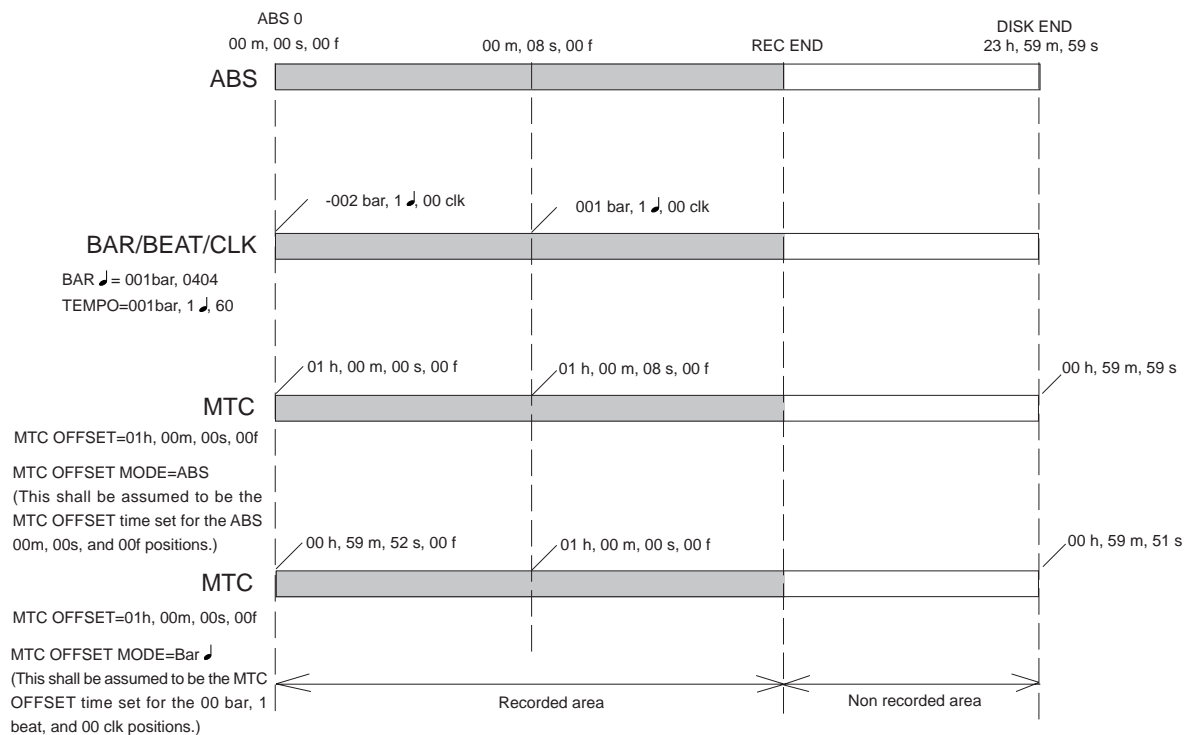 ABS 0
00 m, 00 s, 00 f
00 m, 08 s, 00 f
REC END
DISK END
23 h, 59 m, 59 s
ABS
-002 bar, 1 ♩, 00 clk
001 bar, 1 ♩, 00 clk
BAR/BEAT/CLK
BAR ♩= 001bar, 0404
TEMPO=001bar, 1 ♩, 60
01 h, 00 m, 00 s, 00 f
01 h, 00 m, 08 s, 00 f
00 h, 59 m, 59 s
MTC
MTC OFFSET=01h, 00m, 00s, 00f
MTC OFFSET MODE=ABS
(This shall be assumed to be the
MTC OFFSET time set for the ABS
00m, 00s, and 00f positions.)
00 h, 59 m, 52 s, 00 f
01 h, 00 m, 00 s, 00 f
00 h, 59 m, 51 s
MTC
MTC OFFSET=01h, 00m, 00s, 00f
MTC OFFSET MODE=Bar ♩
(This shall be assumed to be the MTC
OFFSET time set for the 00 bar, 1
beat, and 00 clk positions.)
Recorded area
Non recorded area